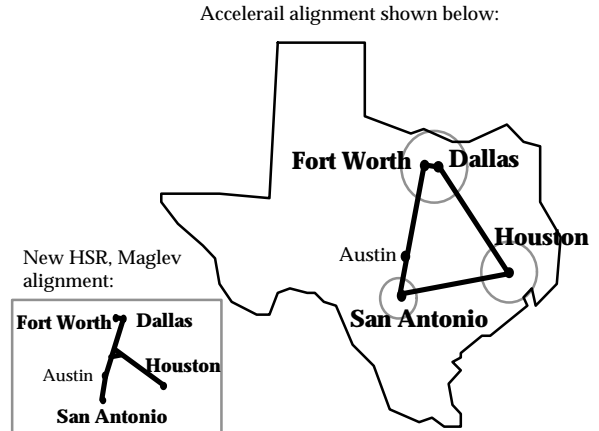 Accelerail alignment shown below:
Fort Worth Dallas
Houston
Austin
San Antonio
New HSR, Maglev
alignment:
Fort Worth Dallas
Houston
Austin
San Antonio